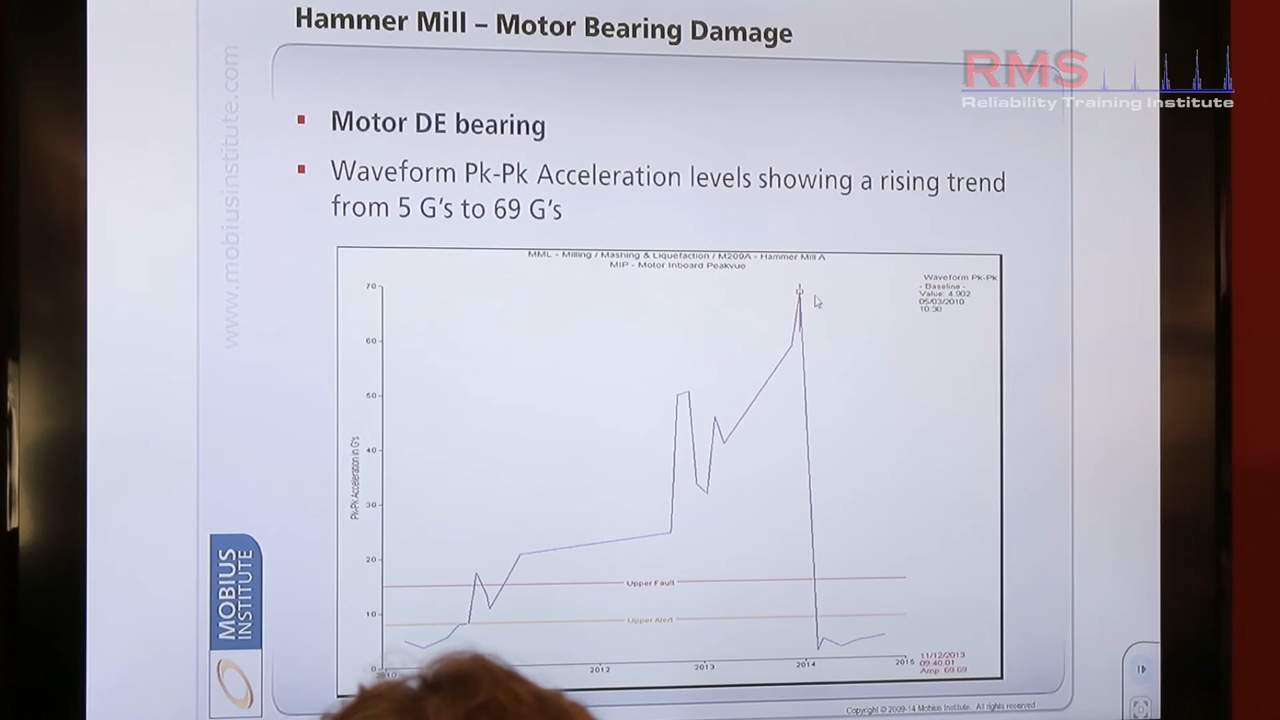 Hammer Mill – Motor Bearing Damage
RMS
Reliability Training Institute
www.mobiusinstitute.com
Motor DE bearing
Waveform Pk-Pk Acceleration levels showing a rising trend
from 5 G's to 69 G's
MML - Milling / Mashing & Liquefaction / M209A - Hammer Mill A
MIP - Motor Inboard Peakvue
Waveform Pk-Pk
- Baseline -
Value: 4.902
05/03/2010
10:30
70
60
50
40
30
20
10
0
Pk-Pk Acceleration in G's
Upper Fault
Upper Alert
2010
2012
2013
2014
2015
11/12/2013
09:40:01
Amp: 69.09
MOBIUS
INSTITUTE
Copyright © 2009-14 Mobius Institute. All rights reserved